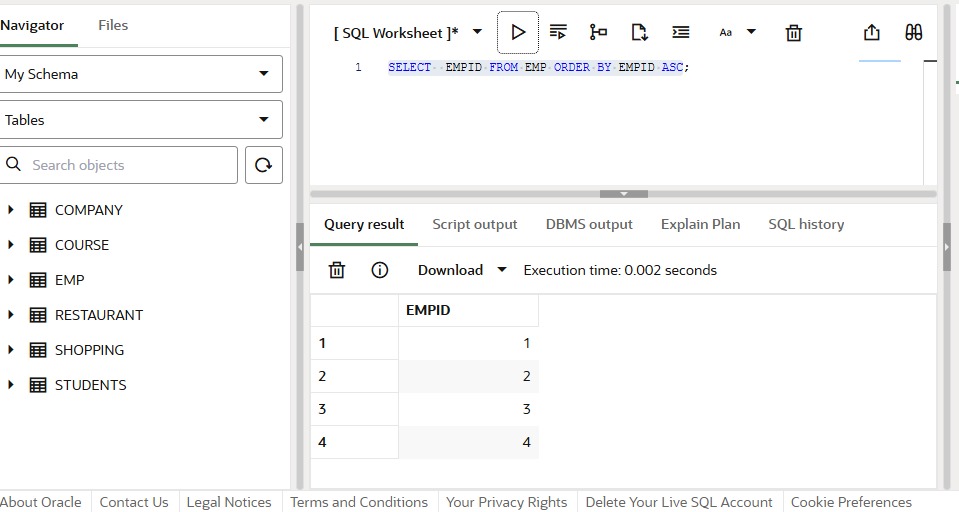 Navigator Files
My Schema
Tables
Search objects
COMPANY
COURSE
EMP
RESTAURANT
SHOPPING
STUDENTS
[ SQL Worksheet ]* Aa
1 SELECT EMPID FROM EMP ORDER BY EMPID ASC;
Query result Script output DBMS output Explain Plan SQL history
Download Execution time: 0.002 seconds
EMPID
1 1
2 2
3 3
4 4
About Oracle Contact Us Legal Notices Terms and Conditions Your Privacy Rights Delete Your Live SQL Account Cookie Preferences